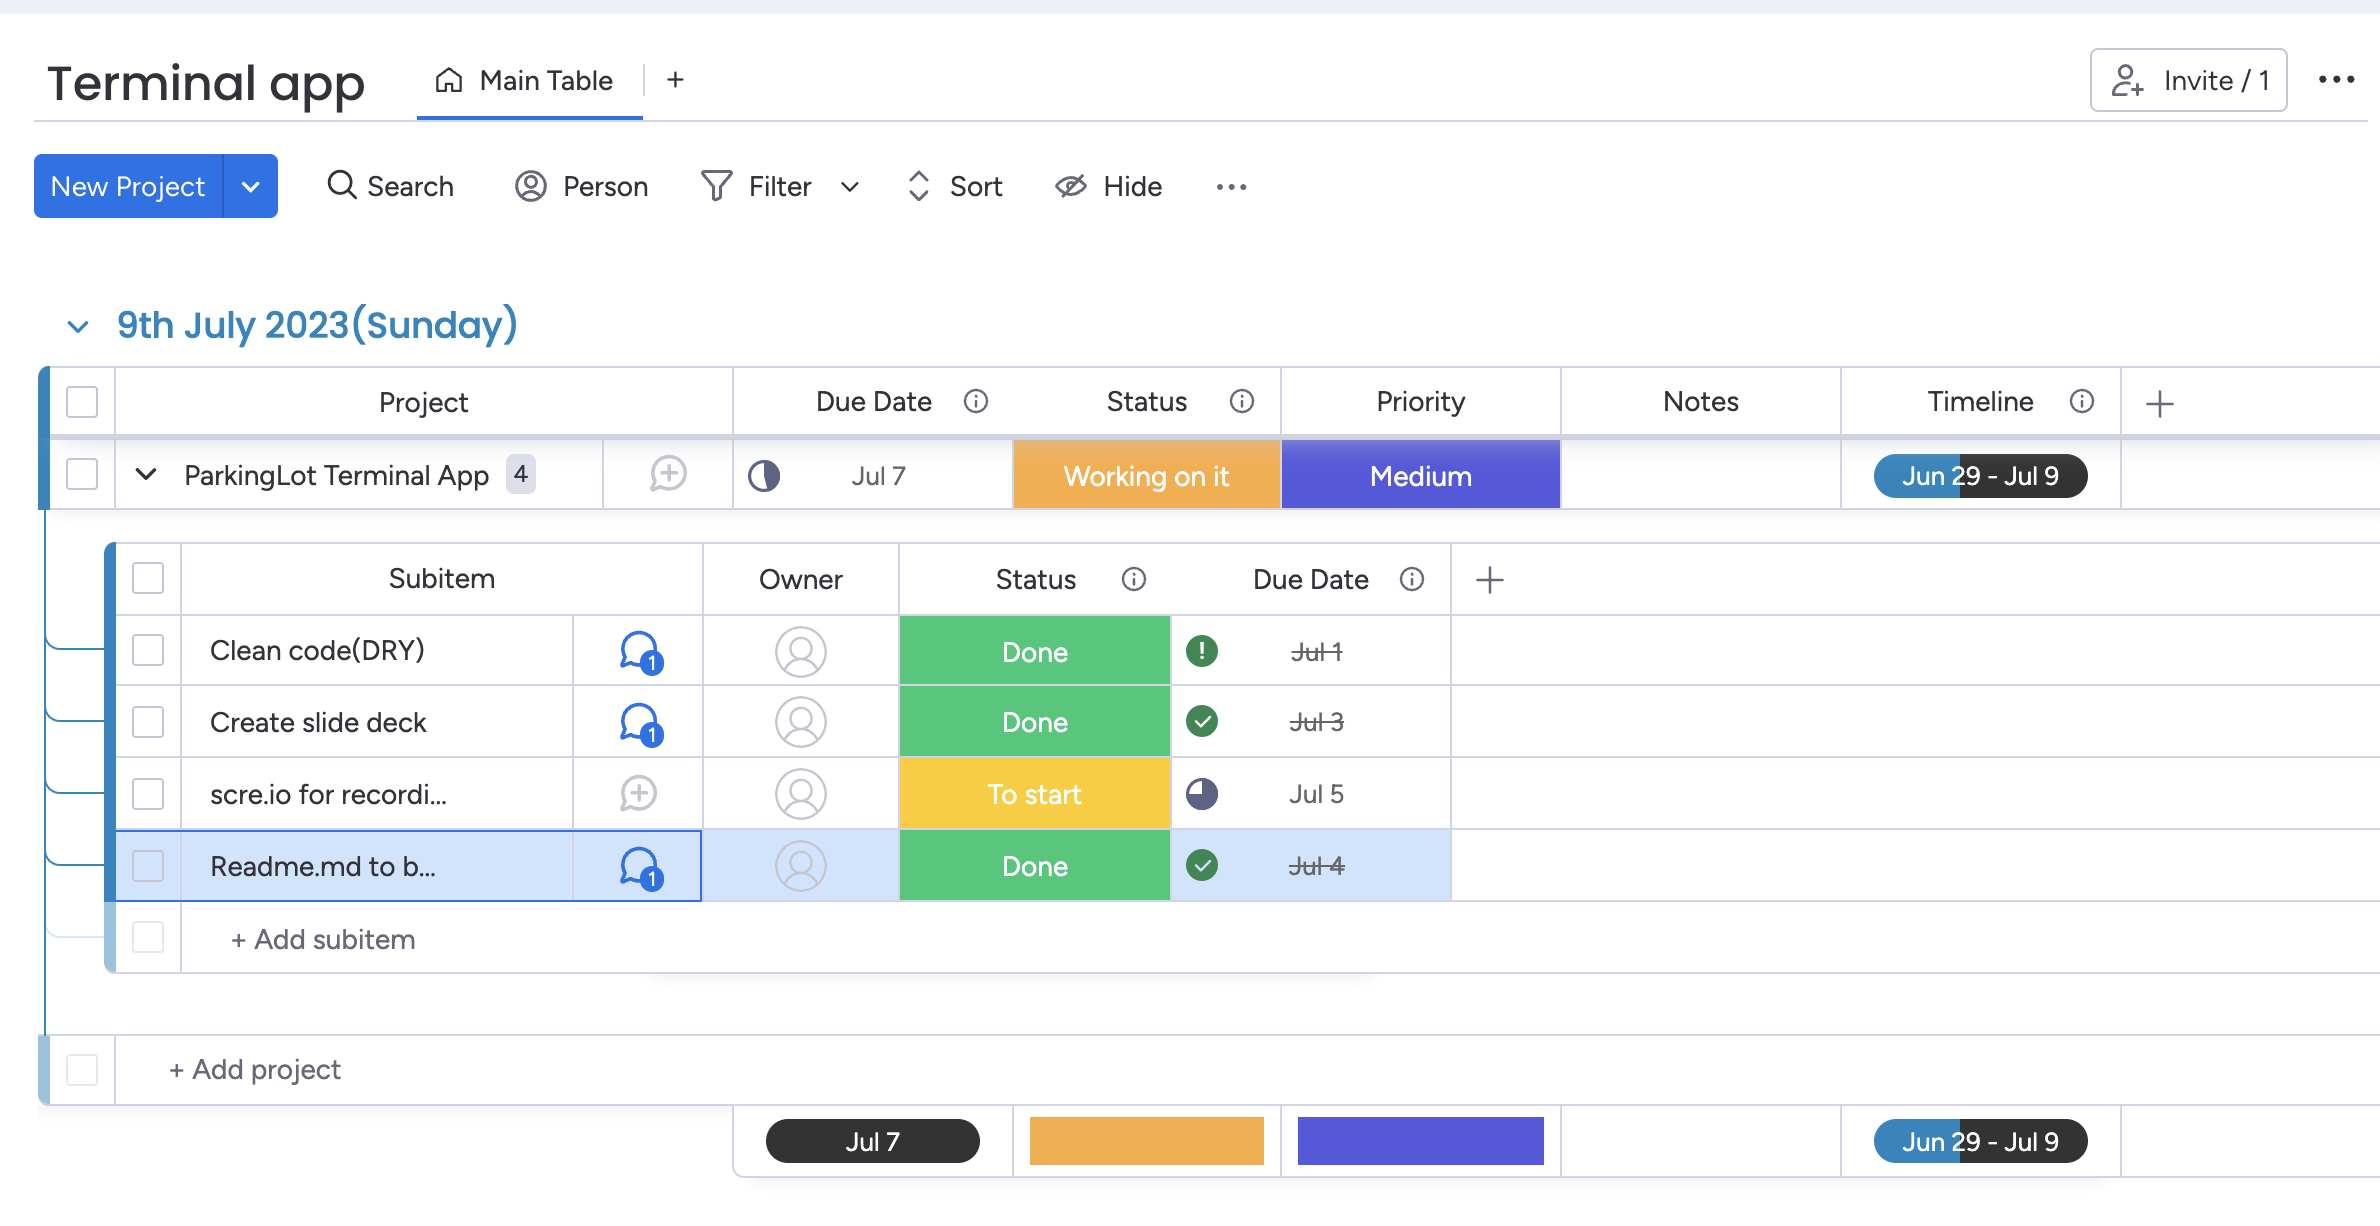 Terminal app
Main Table
+
Invite / 1
New Project
Search
Person
Filter
Sort
Hide
9th July 2023(Sunday)
Project Due Date Status Priority Notes Timeline
ParkingLot Terminal App 4 Jul 7 Working on it Medium Jun 29 - Jul 9
Subitem Owner Status Due Date
Clean code(DRY) 1 Done ! Jul 1
Create slide deck 1 Done Jul 3
scre.io for recordi... To start Jul 5
Readme.md to b... 1 Done Jul 4
+ Add subitem
+ Add project
Jul 7 Jun 29 - Jul 9